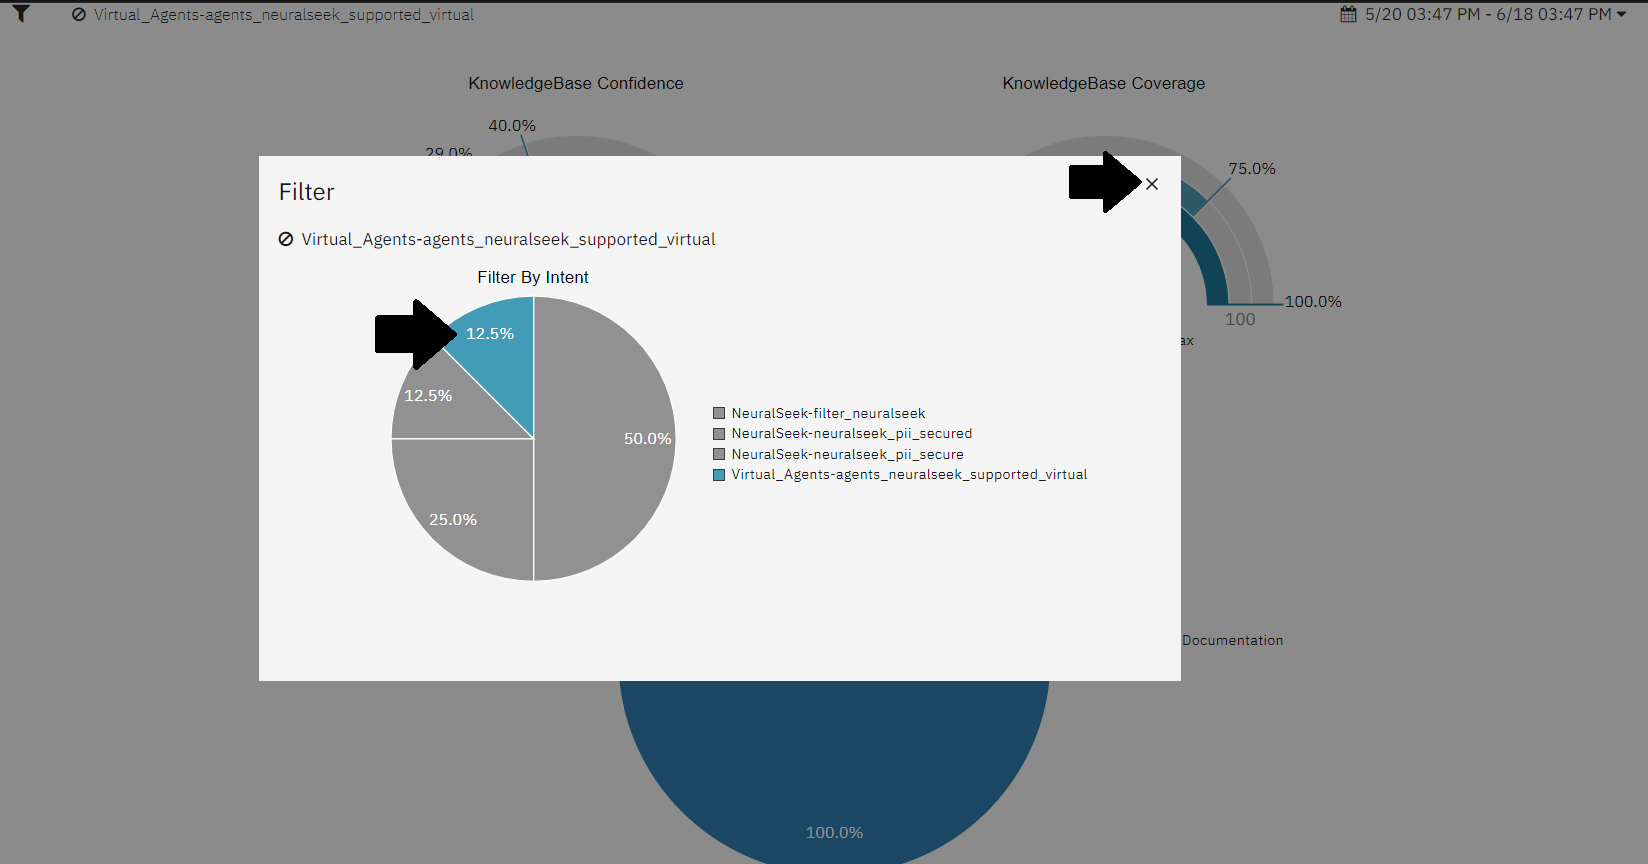 Virtual_Agents-agents_neuralseek_supported_virtual
5/20 03:47 PM - 6/18 03:47 PM
KnowledgeBase Confidence
KnowledgeBase Coverage
40.0%
29.0%
75.0%
100.0%
100
ax
Filter
Virtual_Agents-agents_neuralseek_supported_virtual
Filter By Intent
12.5%
12.5%
50.0%
25.0%
NeuralSeek-filter_neuralseek
NeuralSeek-neuralseek_pii_secured
NeuralSeek-neuralseek_pii_secure
Virtual_Agents-agents_neuralseek_supported_virtual
Documentation
100.0%